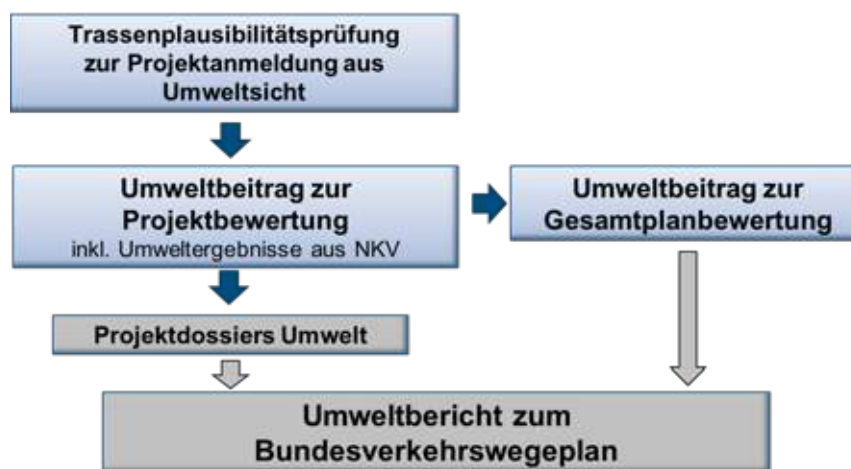 Trassenplausibilitätsprüfung
zur Projektanmeldung aus
Umweltsicht
Umweltbeitrag zur
Projektbewertung
inkl. Umweltergebnisse aus NKV
Umweltbeitrag zur
Gesamtplanbewertung
Projektdossiers Umwelt
Umweltbericht zum
Bundesverkehrswegeplan